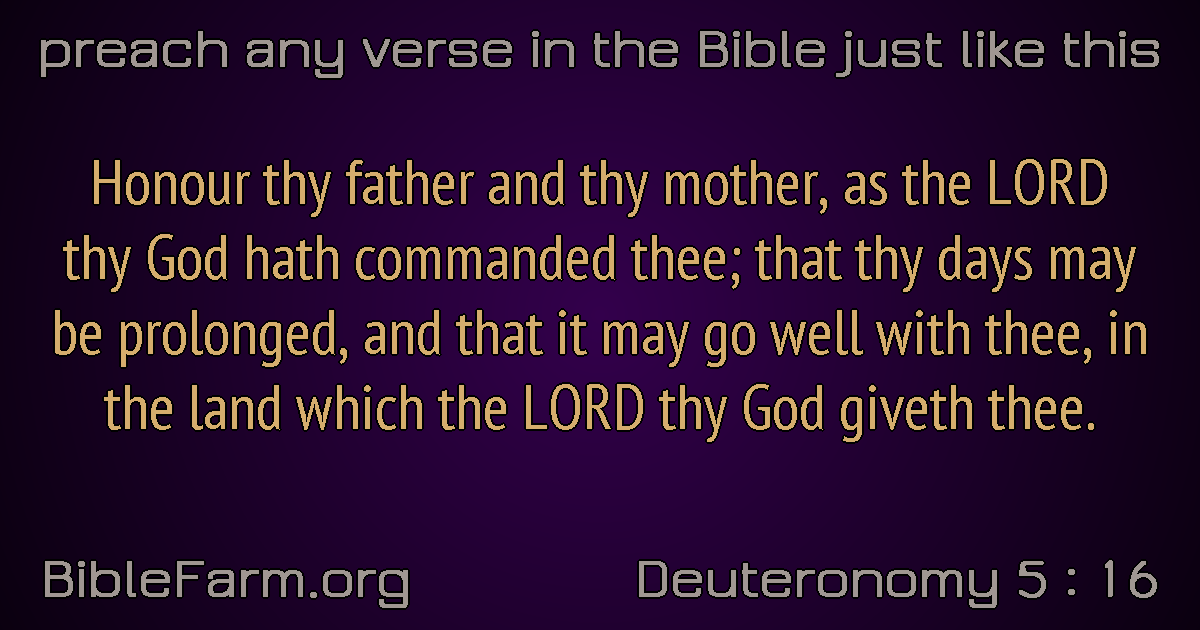 preach any verse in the Bible just like this
Honour thy father and thy mother, as the LORD
thy God hath commanded thee; that thy days may
be prolonged, and that it may go well with thee, in
the land which the LORD thy God giveth thee.
BibleFarm.org
Deuteronomy 5 : 16